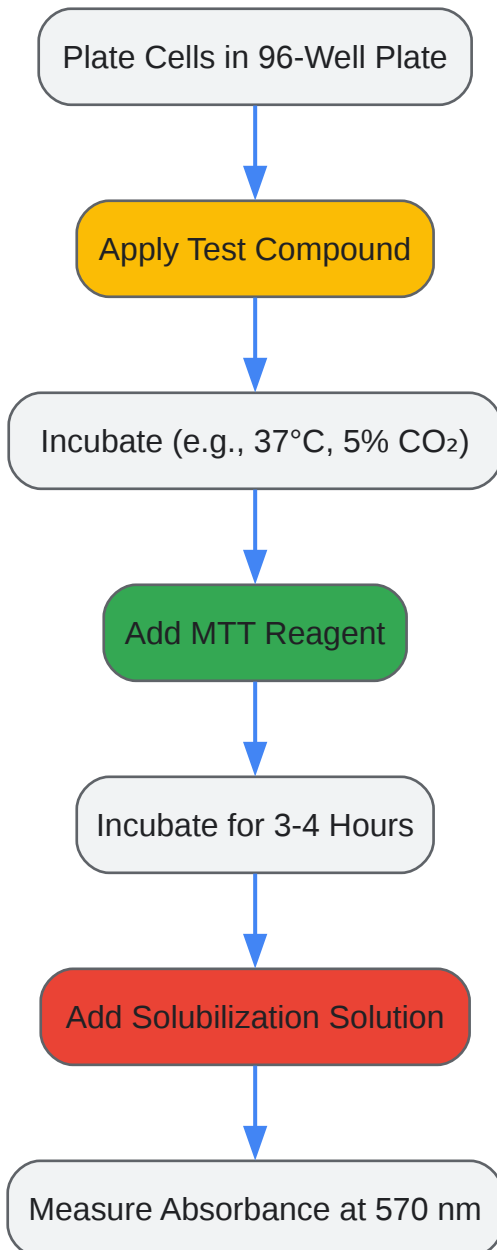 Plate Cells in 96-Well Plate
Apply Test Compound
Incubate (e.g., 37°C, 5% CO₂)
Add MTT Reagent
Incubate for 3-4 Hours
Add Solubilization Solution
Measure Absorbance at 570 nm